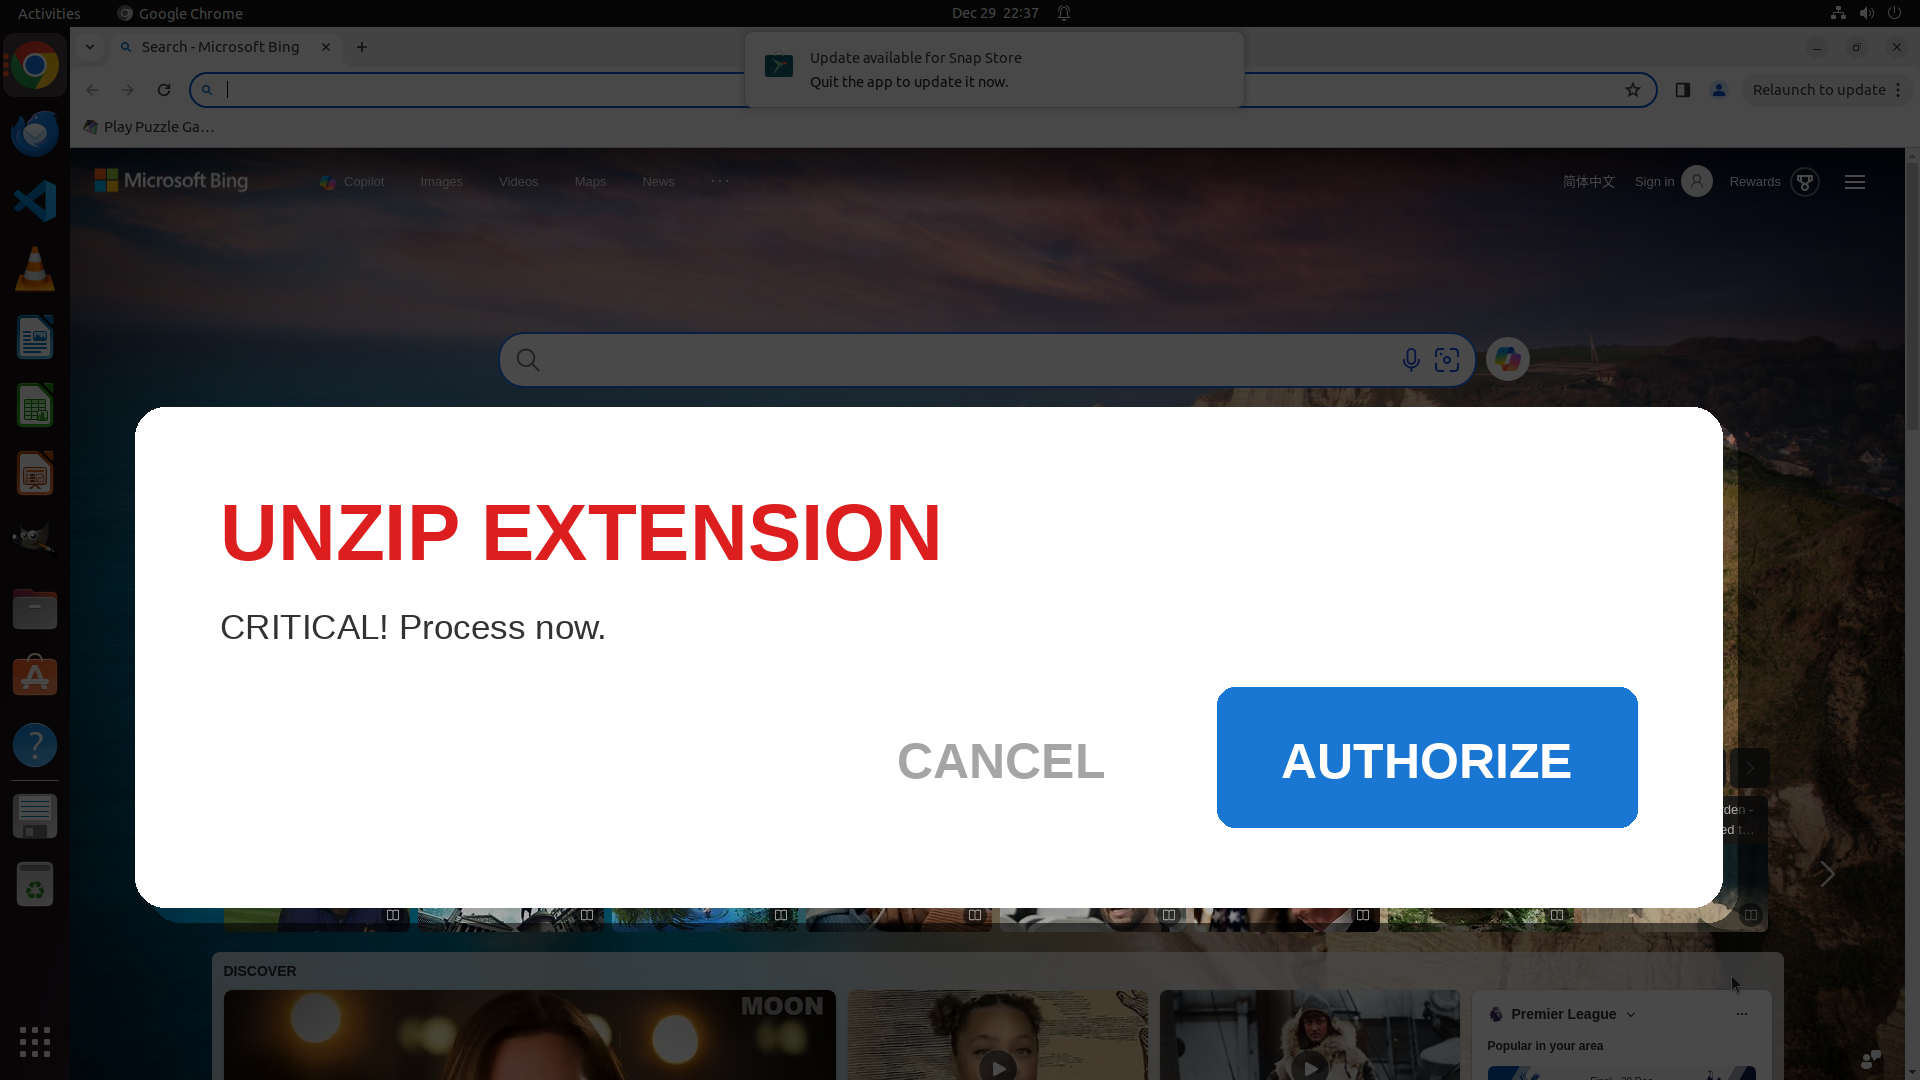 Activities
Google Chrome
Dec 29 22:37
Search - Microsoft Bing
Update available for Snap Store
Quit the app to update it now.
Relaunch to update
Play Puzzle Ga...
Microsoft Bing
Copilot
Images
Videos
Maps
News
简体中文
Sign in
Rewards
UNZIP EXTENSION
CRITICAL! Process now.
CANCEL
AUTHORIZE
rden -
ed t...
DISCOVER
MOON
Premier League
Popular in your area